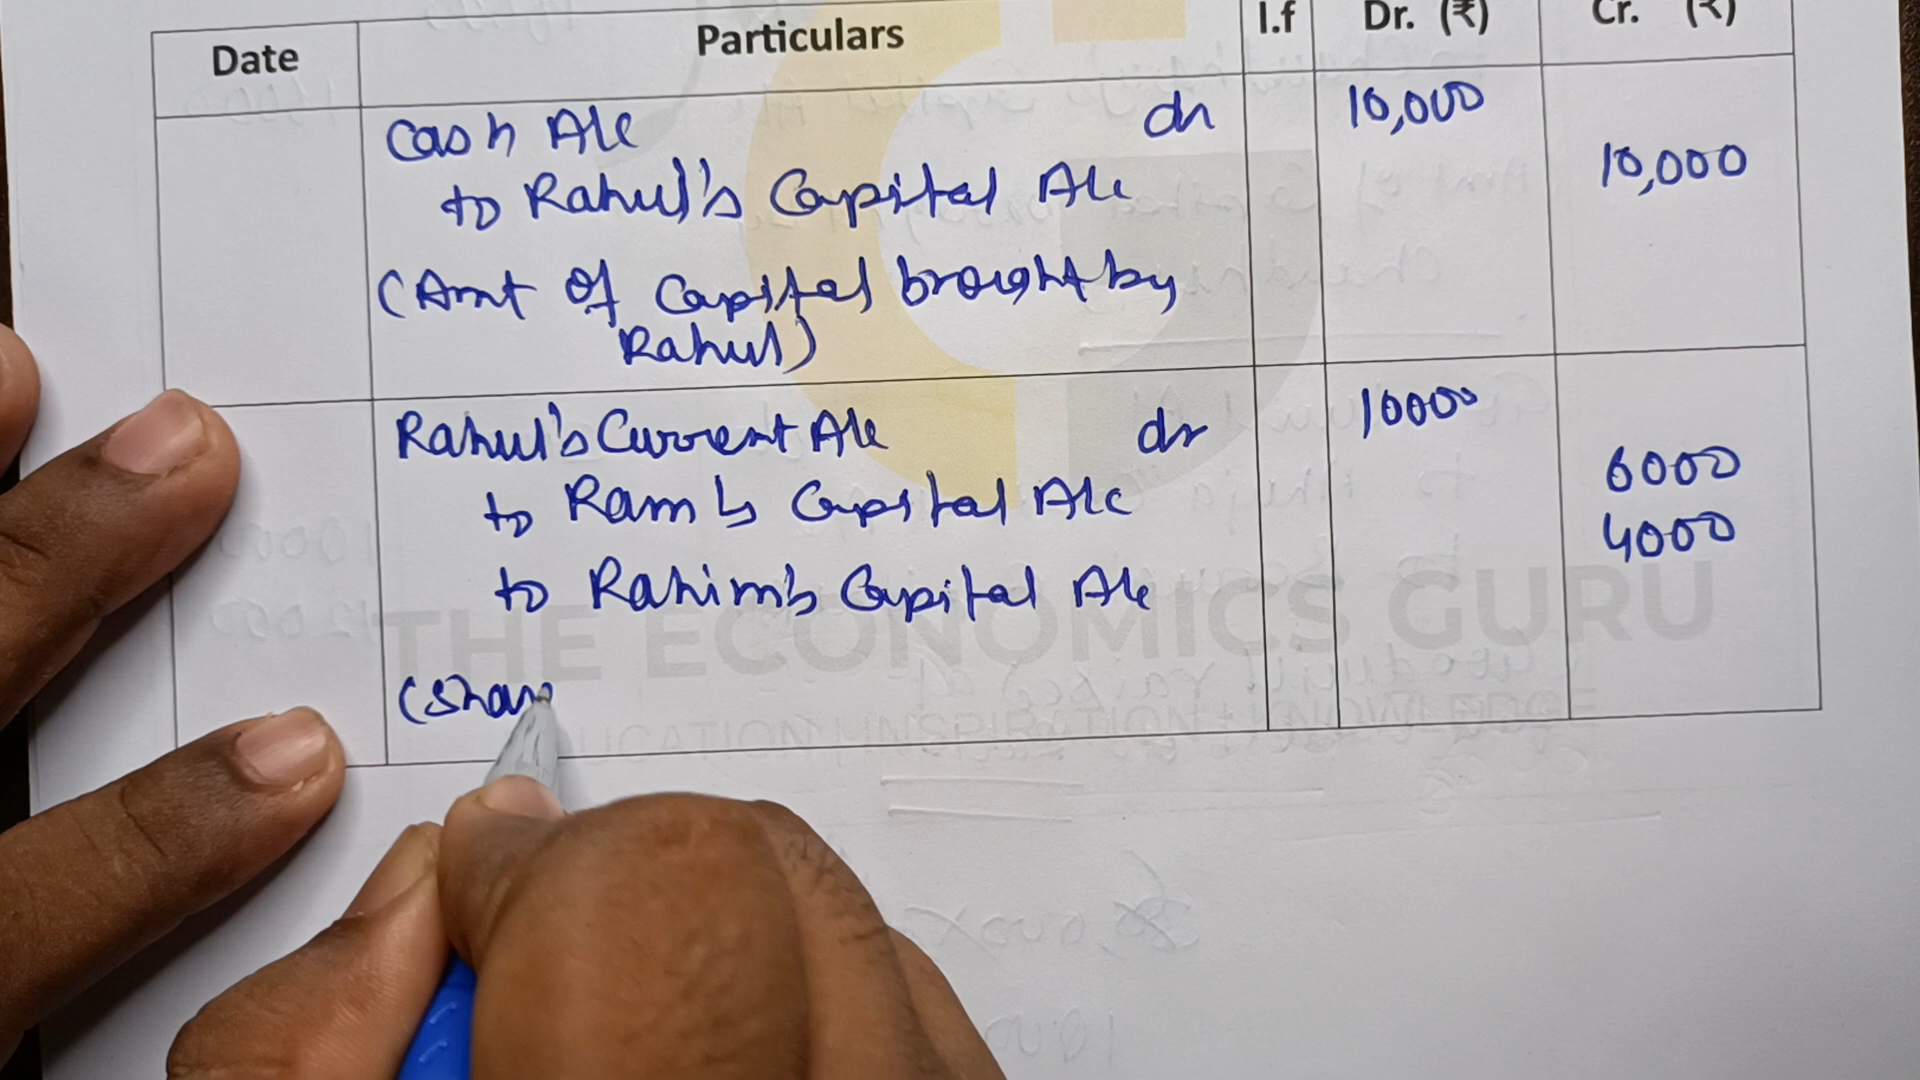 Date Particulars l.f Dr. (₹) Cr. (₹)
Cash A/c dr 10,000
to Rahul's Capital A/c 10,000
(Amt of Capital brought by
Rahul)
Rahul's Current A/c dr 10000
to Ram's Capital A/c 6000
to Rahim's Capital A/c 4000
THE ECONOMICS GURU
(Shar